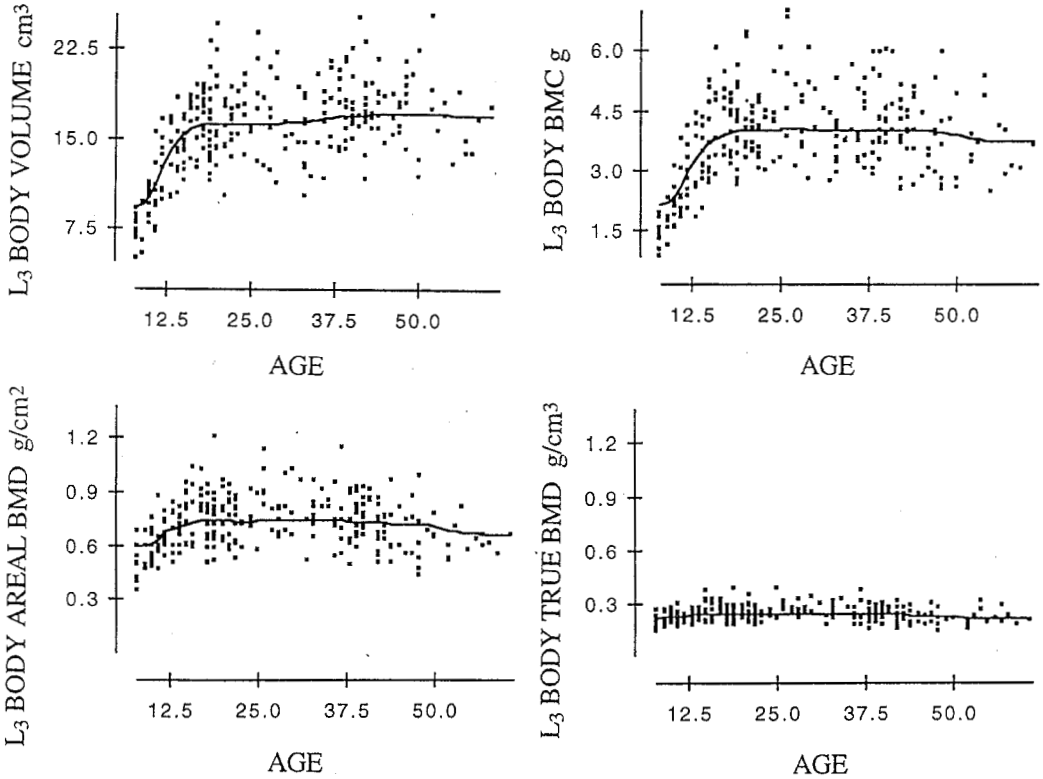 L3 BODY VOLUME cm3
22.5
15.0
7.5
12.5 25.0 37.5 50.0
AGE
L3 BODY BMC g
6.0
4.5
3.0
1.5
12.5 25.0 37.5 50.0
AGE
L3 BODY AREAL BMD g/cm2
1.2
0.9
0.6
0.3
12.5 25.0 37.5 50.0
AGE
L3 BODY TRUE BMD g/cm3
1.2
0.9
0.6
0.3
12.5 25.0 37.5 50.0
AGE